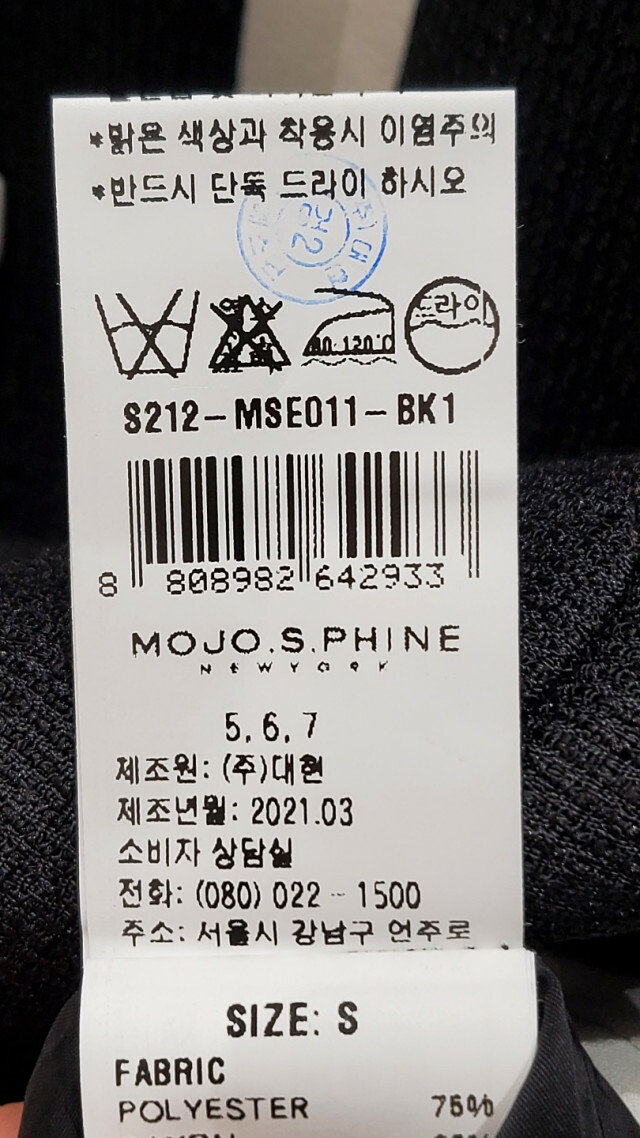 *밝은 색상과 착용시 이염주의
*반드시 단독 드라이 하시오
80-120°C
드라이
S212-MSE011-BK1
8 808982 642933
MOJO.S.PHINE
NEWYORK
5, 6, 7
제조원: (주)대현
제조년월: 2021.03
소비자 상담실
전화: (080) 022 - 1500
주소: 서울시 강남구 언주로
SIZE: S
FABRIC
POLYESTER 75%